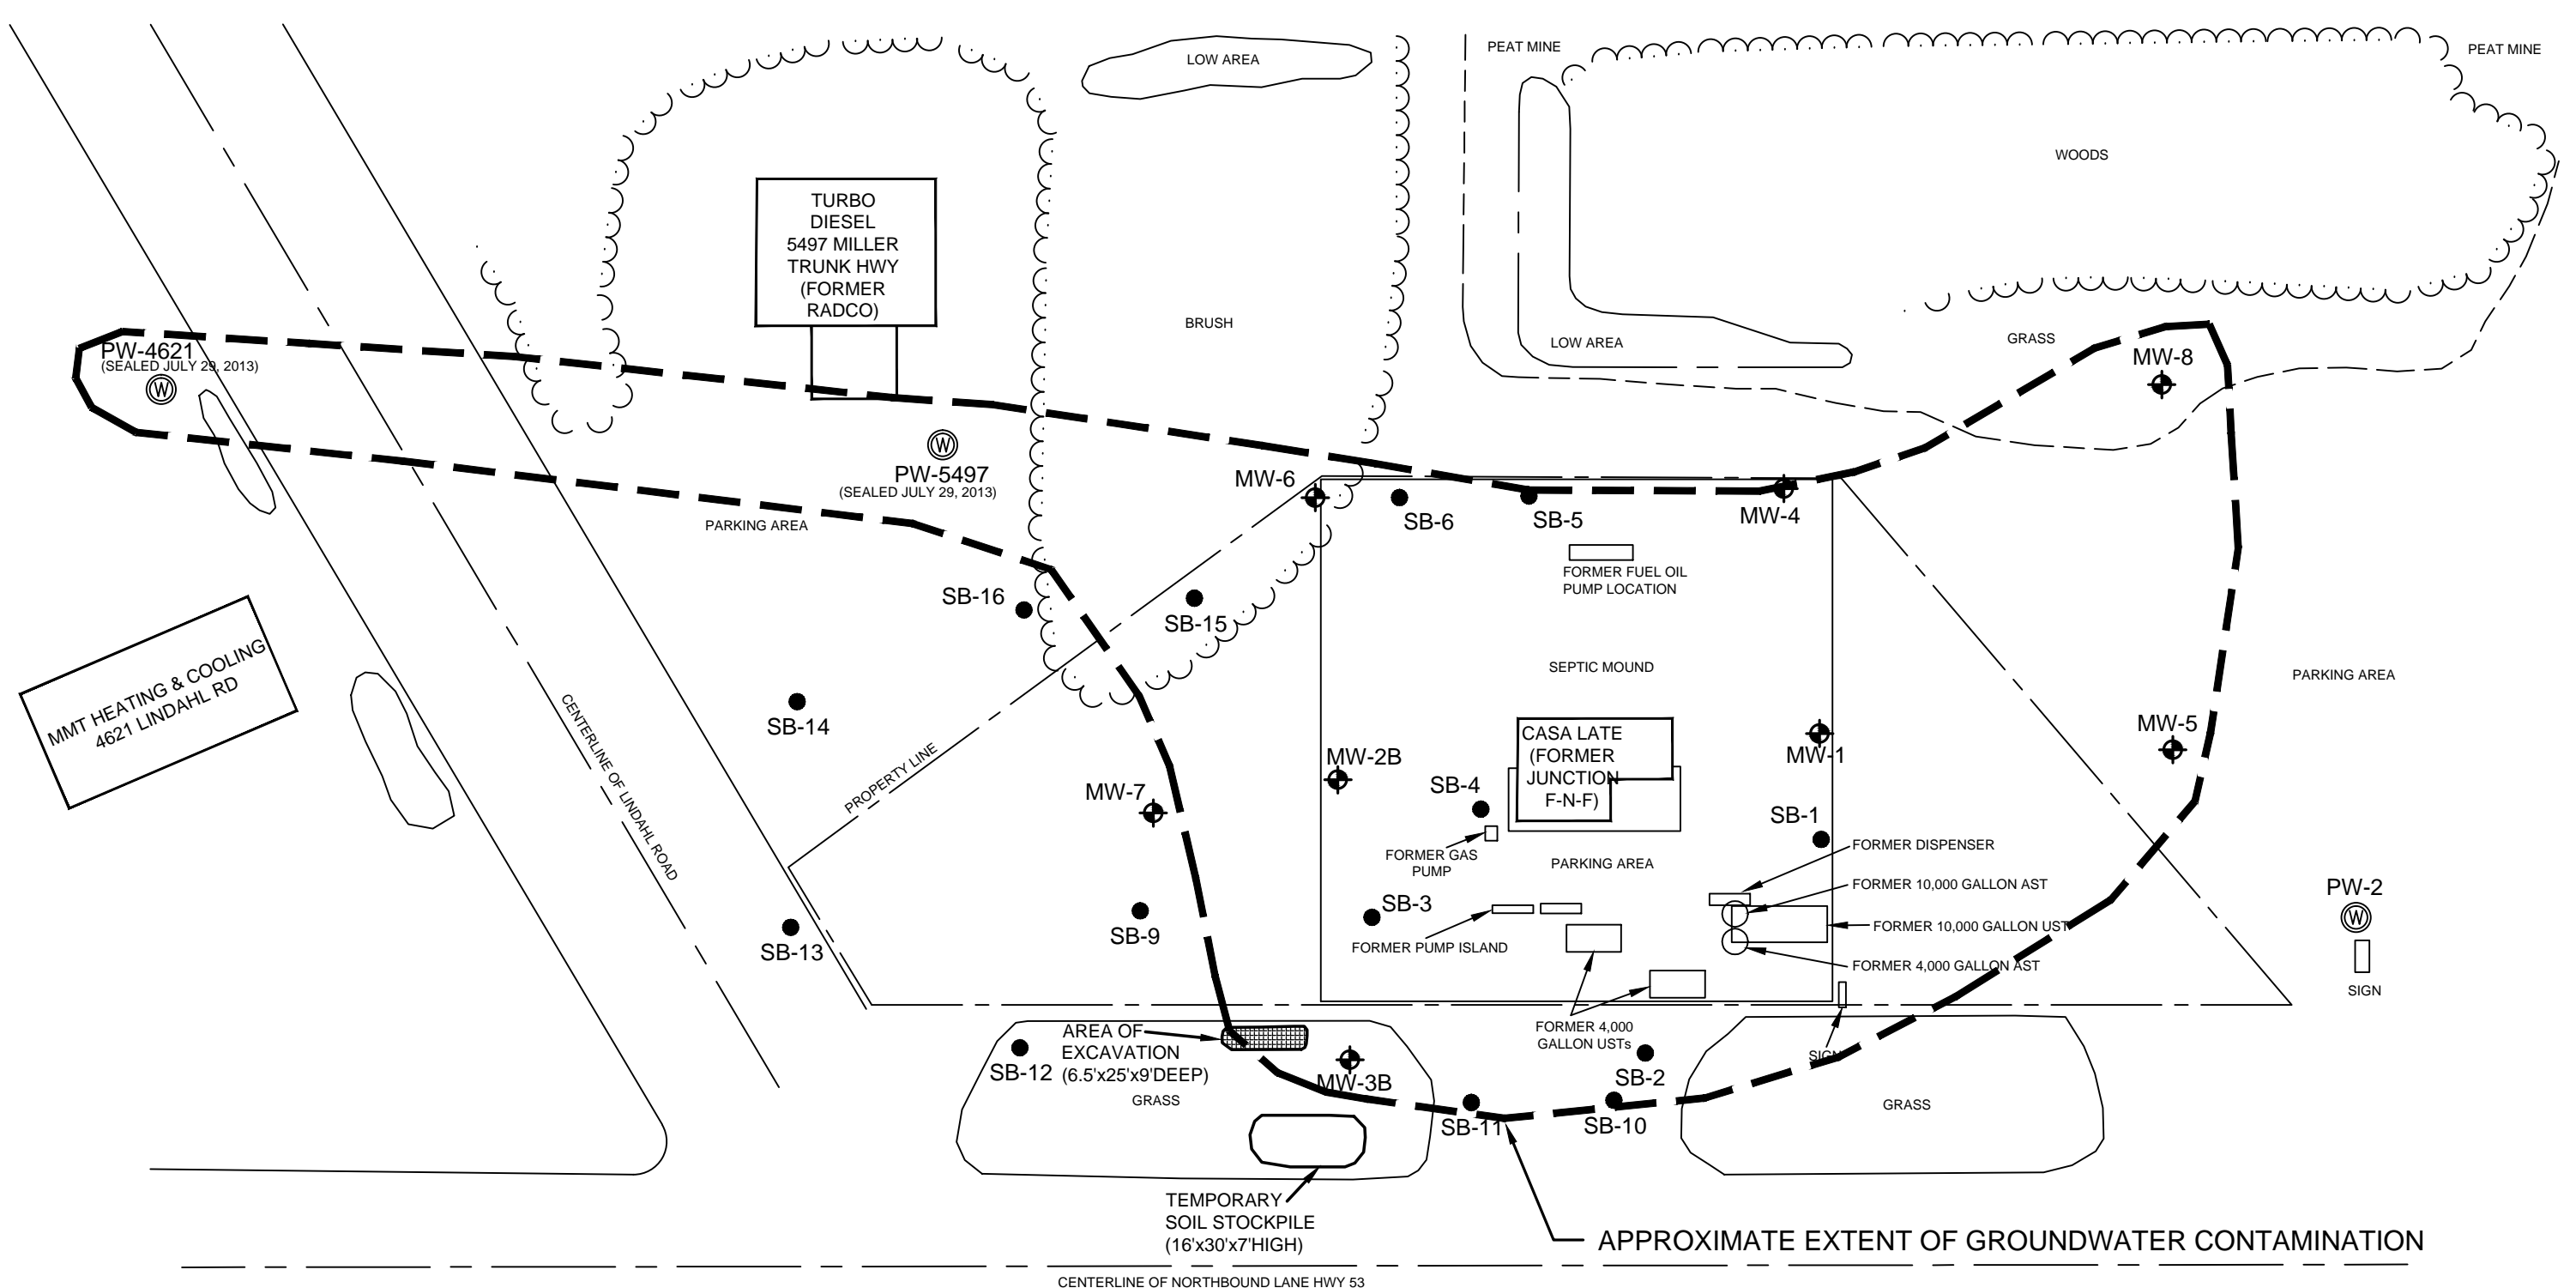 PEAT MINE
PEAT MINE
LOW AREA
WOODS
TURBO
DIESEL
5497 MILLER
TRUNK HWY
(FORMER
RADCO)
BRUSH
LOW AREA
GRASS
PW-4621
(SEALED JULY 29, 2013)
W
MW-8
W
PW-5497
(SEALED JULY 29, 2013)
PARKING AREA
MW-6
SB-6
SB-5
MW-4
FORMER FUEL OIL
PUMP LOCATION
SB-16
SB-15
SEPTIC MOUND
PARKING AREA
MMT HEATING & COOLING
4621 LINDAHL RD
CENTERLINE OF LINDAHL ROAD
SB-14
PROPERTY LINE
MW-7
MW-2B
SB-4
CASA LATE
(FORMER
JUNCTION
F-N-F)
MW-1
MW-5
SB-1
FORMER GAS
PUMP
PARKING AREA
FORMER DISPENSER
FORMER 10,000 GALLON AST
FORMER 10,000 GALLON UST
FORMER 4,000 GALLON AST
PW-2
W
SIGN
SB-3
FORMER PUMP ISLAND
SB-9
SB-13
FORMER 4,000
GALLON USTs
SIGN
AREA OF
EXCAVATION
(6.5'x25'x9'DEEP)
SB-12
GRASS
MW-3B
SB-2
SB-11
SB-10
GRASS
TEMPORARY
SOIL STOCKPILE
(16'x30'x7'HIGH)
APPROXIMATE EXTENT OF GROUNDWATER CONTAMINATION
CENTERLINE OF NORTHBOUND LANE HWY 53